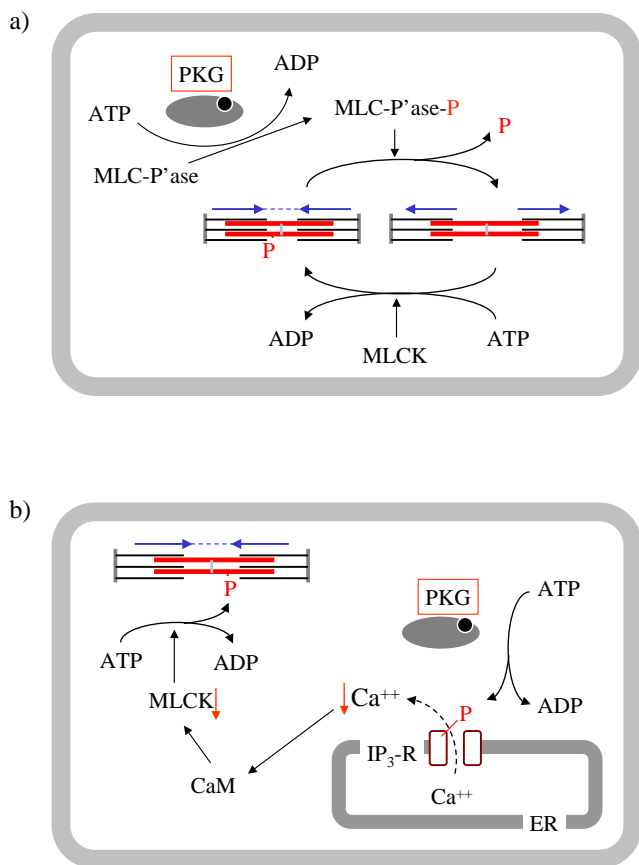 a)
PKG
ADP
ATP
MLC-P'ase-P
P
MLC-P'ase
P
ADP
MLCK
ATP
b)
P
PKG
ATP
ATP
ADP
MLCK
Ca++
P
ADP
IP3-R
CaM
Ca++
ER